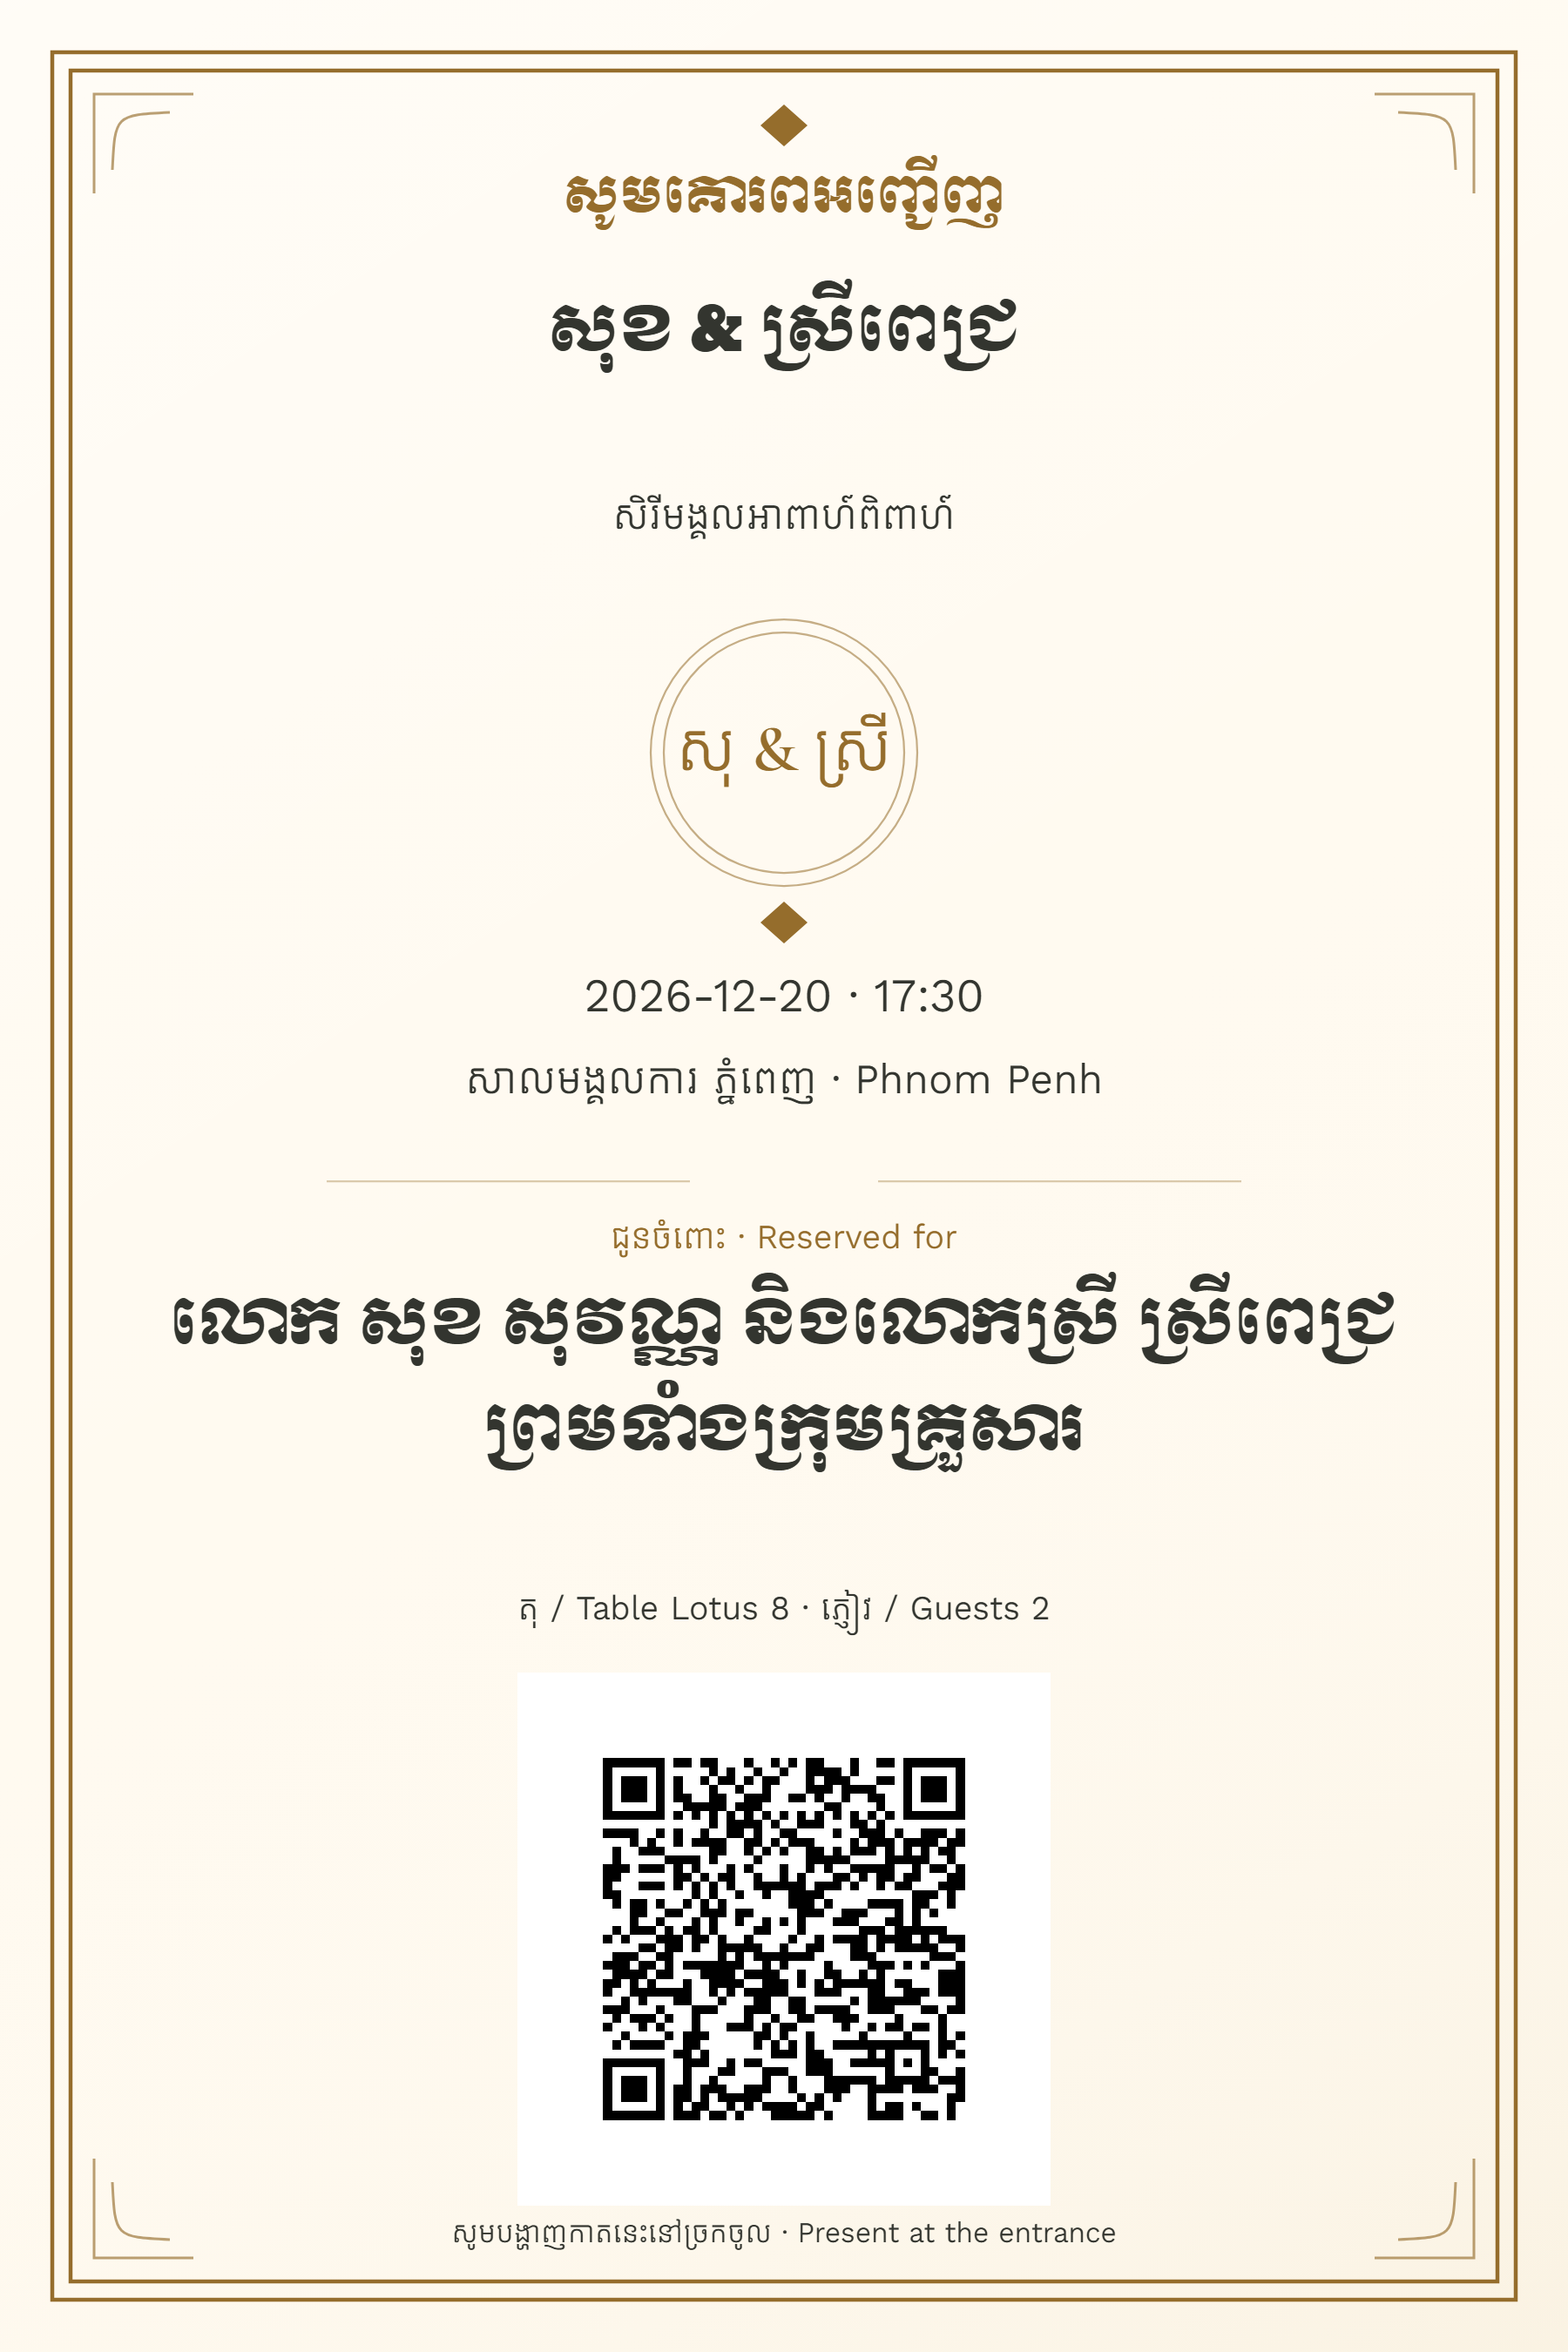 សូមគោរពអញ្ជើញ
សុខ & ស្រីពេជ្រ
សិរីមង្គលអាពាហ៍ពិពាហ៍
សុ & ស្រី
2026-12-20 · 17:30
សាលមង្គលការ ភ្នំពេញ · Phnom Penh
ជូនចំពោះ · Reserved for
លោក សុខ សុវណ្ណ និងលោកស្រី ស្រីពេជ្រ
ព្រមទាំងក្រុមគ្រួសារ
តុ / Table Lotus 8 · ភ្ញៀវ / Guests 2
សូមបង្ហាញកាតនេះនៅច្រកចូល · Present at the entrance